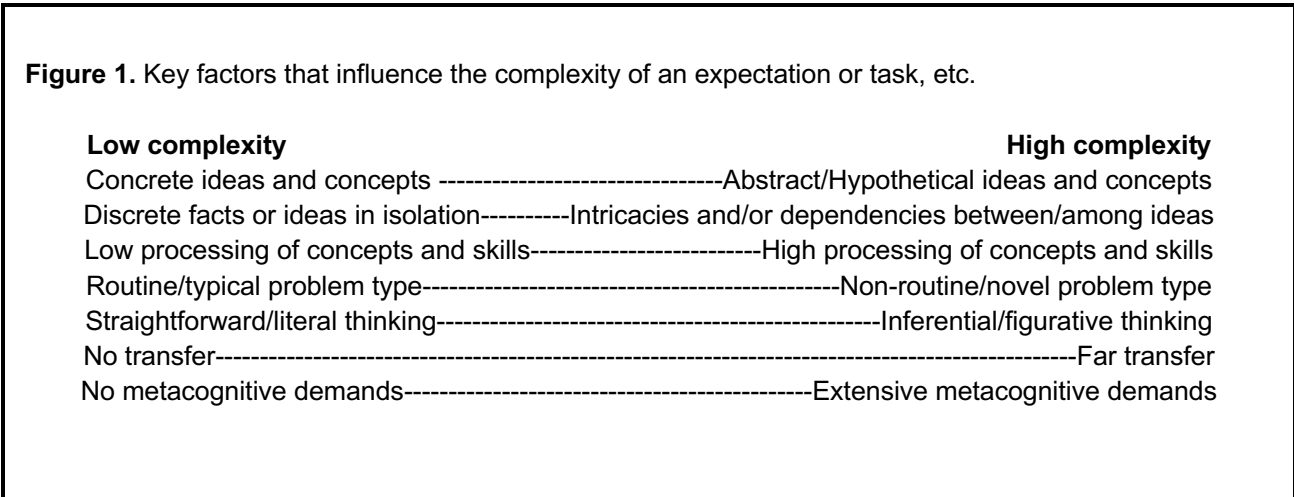 Figure 1. Key factors that influence the complexity of an expectation or task, etc.
Low complexity High complexity
Concrete ideas and concepts --------------------------------Abstract/Hypothetical ideas and concepts
Discrete facts or ideas in isolation----------Intricacies and/or dependencies between/among ideas
Low processing of concepts and skills--------------------------High processing of concepts and skills
Routine/typical problem type-----------------------------------------------Non-routine/novel problem type
Straightforward/literal thinking--------------------------------------------------Inferential/figurative thinking
No transfer-------------------------------------------------------------------------------------------------Far transfer
No metacognitive demands----------------------------------------------Extensive metacognitive demands